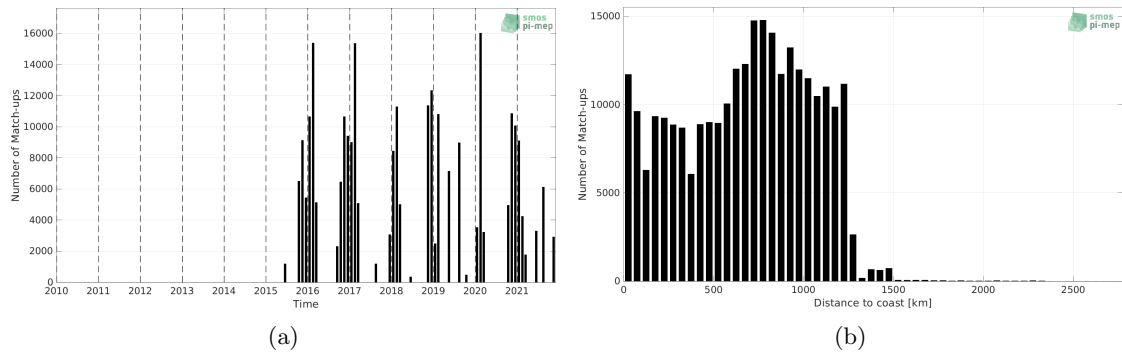 smos
pi-mep
Number of Match-ups
16000
14000
12000
10000
8000
6000
4000
2000
0
2010 2011 2012 2013 2014 2015 2016 2017 2018 2019 2020 2021
Time
(a)
smos
pi-mep
Number of Match-ups
15000
10000
5000
0
0 500 1000 1500 2000 2500
Distance to coast [km]
(b)